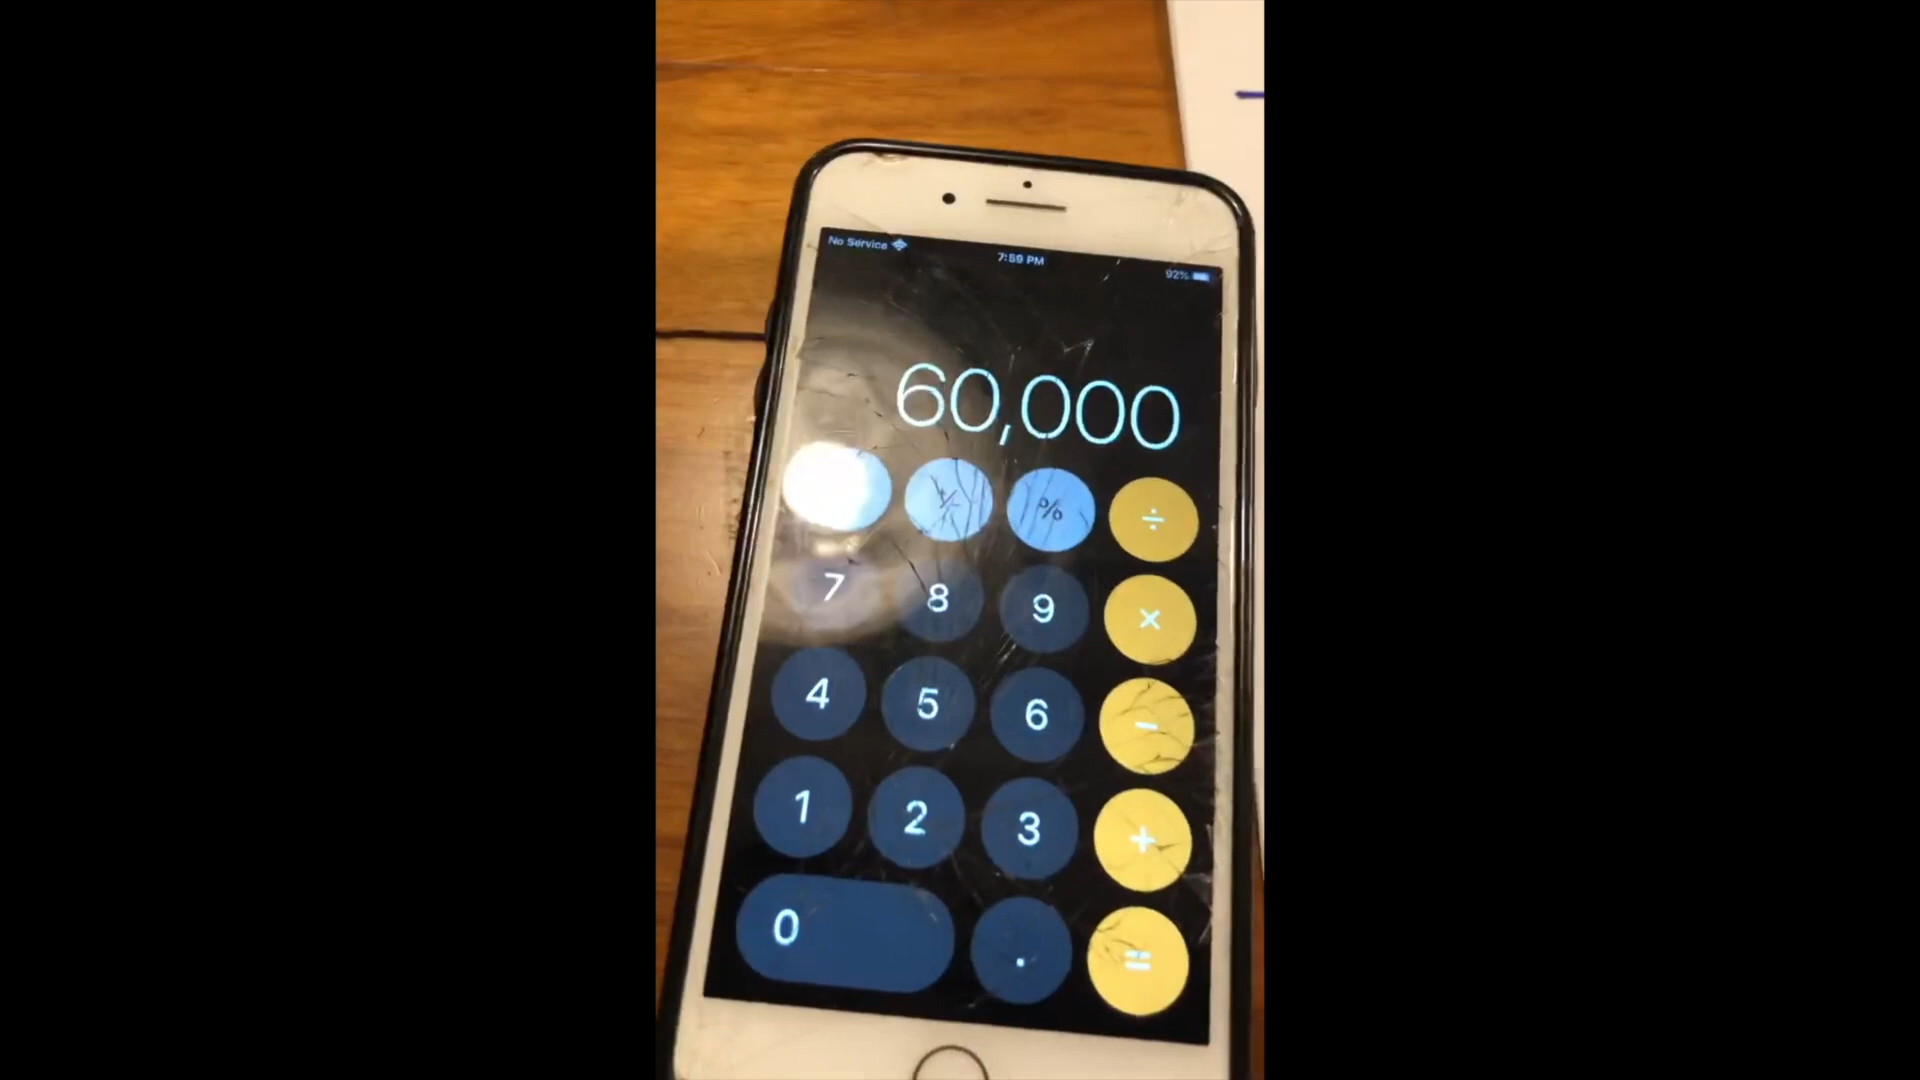 No Service
7:59 PM
92%
60,000
%
÷
7 8 9 ×
4 5 6 −
1 2 3 +
0 . =